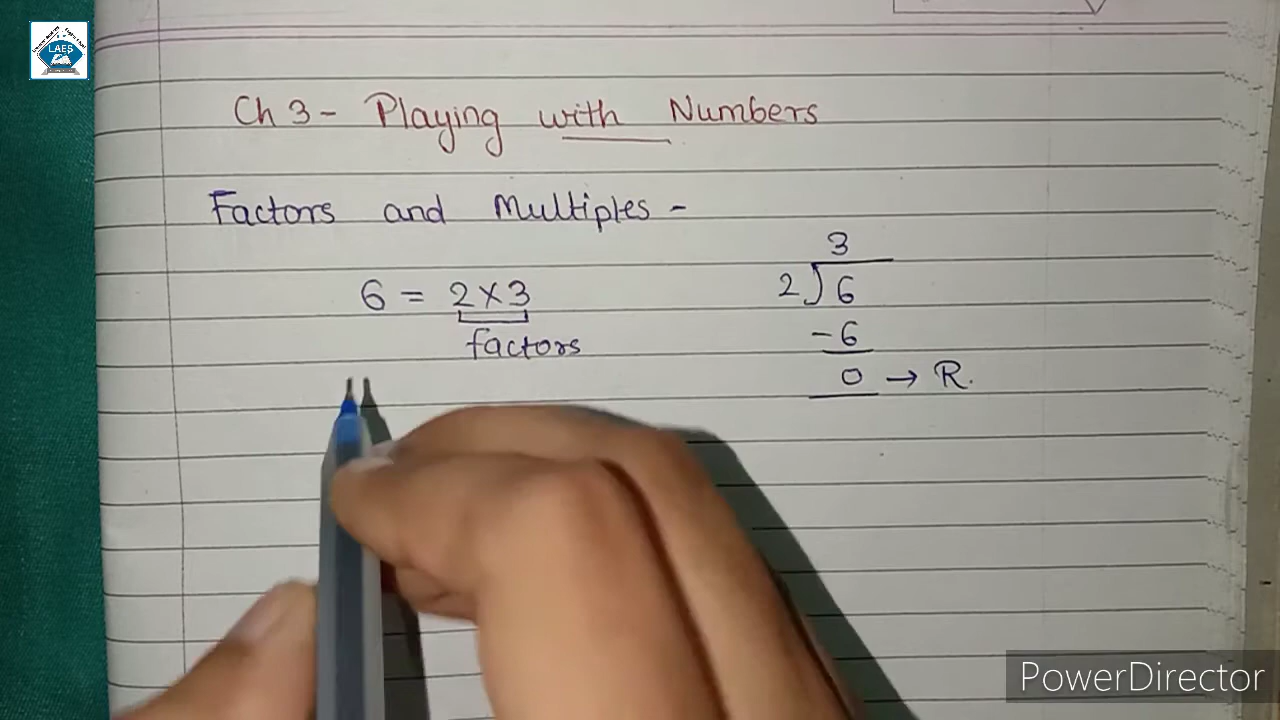 LAES
Ch 3 - Playing with Numbers
Factors and Multiples -
6 = 2 × 3
factors
3
2 ) 6
- 6
0 → R.
PowerDirector